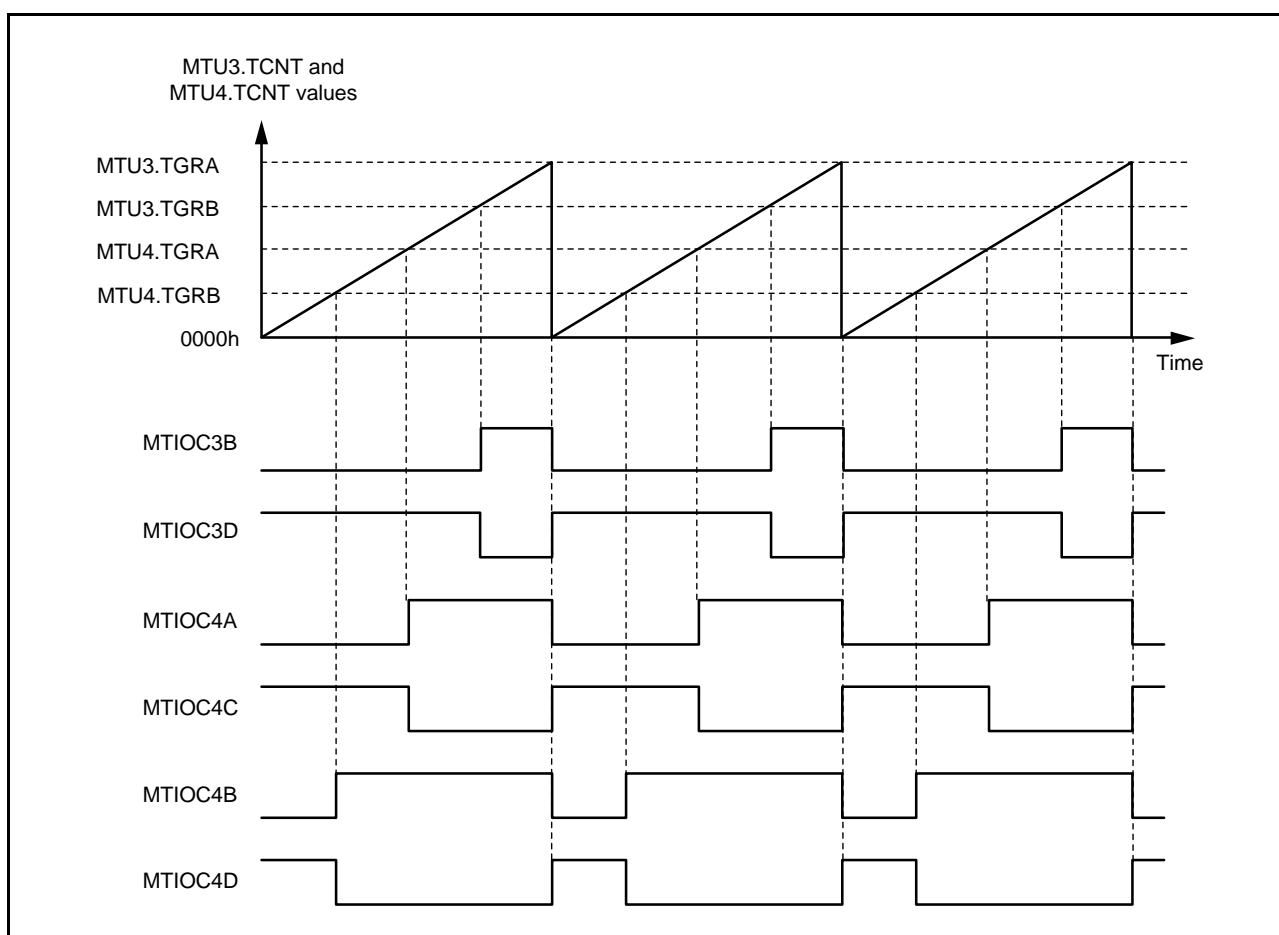 MTU3.TCNT and
MTU4.TCNT values
MTU3.TGRA
MTU3.TGRB
MTU4.TGRA
MTU4.TGRB
0000h
Time
MTIOC3B
MTIOC3D
MTIOC4A
MTIOC4C
MTIOC4B
MTIOC4D